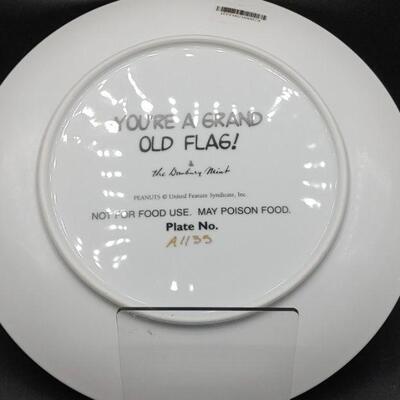 YOU'RE A GRAND
OLD FLAG!
&
the Danbury Mint
PEANUTS © United Feature Syndicate, Inc.
NOT FOR FOOD USE. MAY POISON FOOD.
Plate No.
A1135